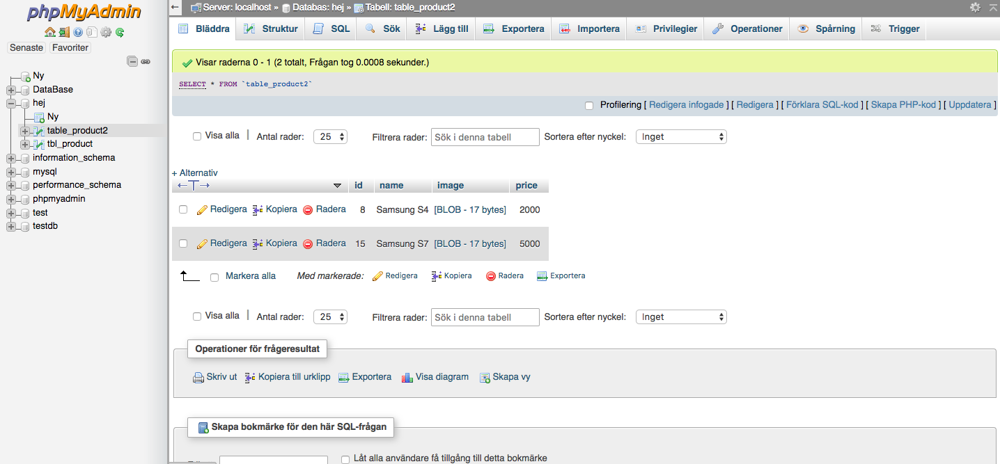 phpMyAdmin
Senaste Favoriter
Ny
DataBase
hej
Ny
table_product2
tbl_product
information_schema
mysql
performance_schema
phpmyadmin
test
testdb
Server: localhost » Databas: hej » Tabell: table_product2
Bläddra Struktur SQL Sök Lägg till Exportera Importera Privilegier Operationer Spårning Trigger
Visar raderna 0 - 1 (2 totalt, Frågan tog 0.0008 sekunder.)
SELECT * FROM `table_product2`
Profilering [ Redigera infogade ] [ Redigera ] [ Förklara SQL-kod ] [ Skapa PHP-kod ] [ Uppdatera ]
Visa alla | Antal rader: 25 Filtrera rader: Sök i denna tabell Sortera efter nyckel: Inget
+ Alternativ
←T→ id name image price
Redigera Kopiera Radera 8 Samsung S4 [BLOB - 17 bytes] 2000
Redigera Kopiera Radera 15 Samsung S7 [BLOB - 17 bytes] 5000
Markera alla Med markerade: Redigera Kopiera Radera Exportera
Visa alla | Antal rader: 25 Filtrera rader: Sök i denna tabell Sortera efter nyckel: Inget
Operationer för frågeresultat
Skriv ut Kopiera till urklipp Exportera Visa diagram Skapa vy
Skapa bokmärke för den här SQL-frågan
Låt alla användare få tillgång till detta bokmärke